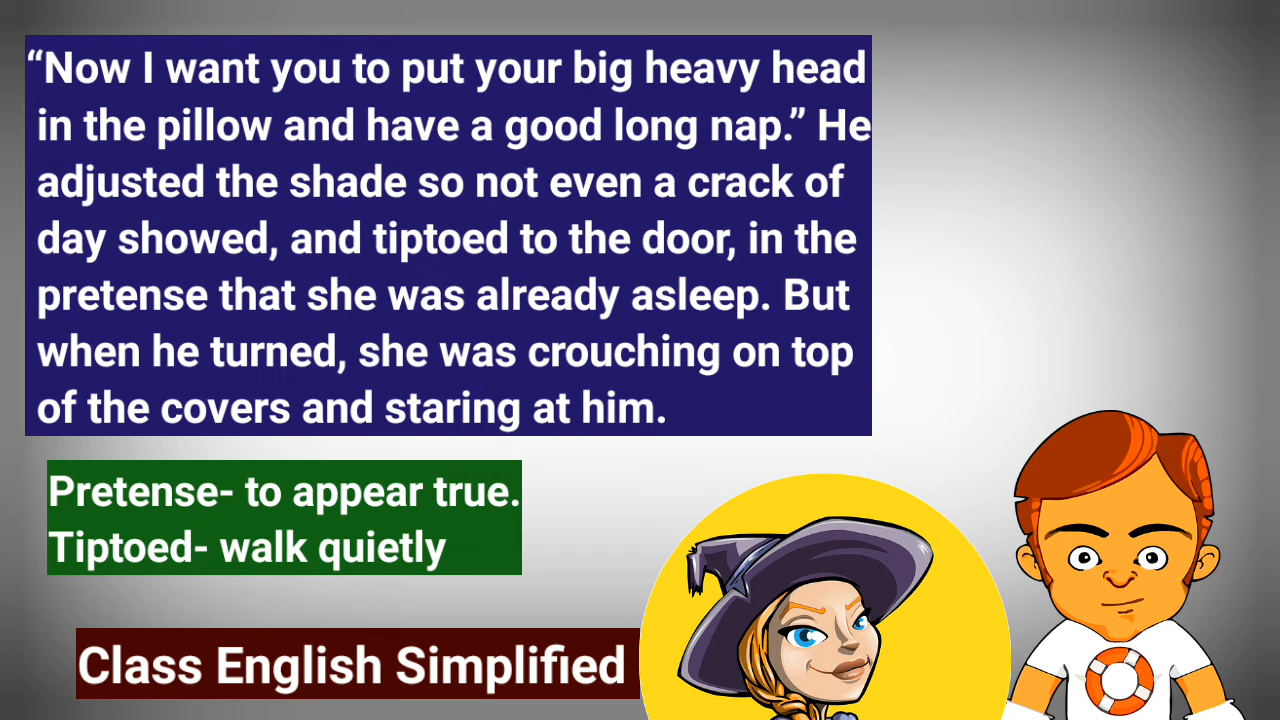 “Now I want you to put your big heavy head
in the pillow and have a good long nap.” He
adjusted the shade so not even a crack of
day showed, and tiptoed to the door, in the
pretense that she was already asleep. But
when he turned, she was crouching on top
of the covers and staring at him.
Pretense- to appear true.
Tiptoed- walk quietly
Class English Simplified